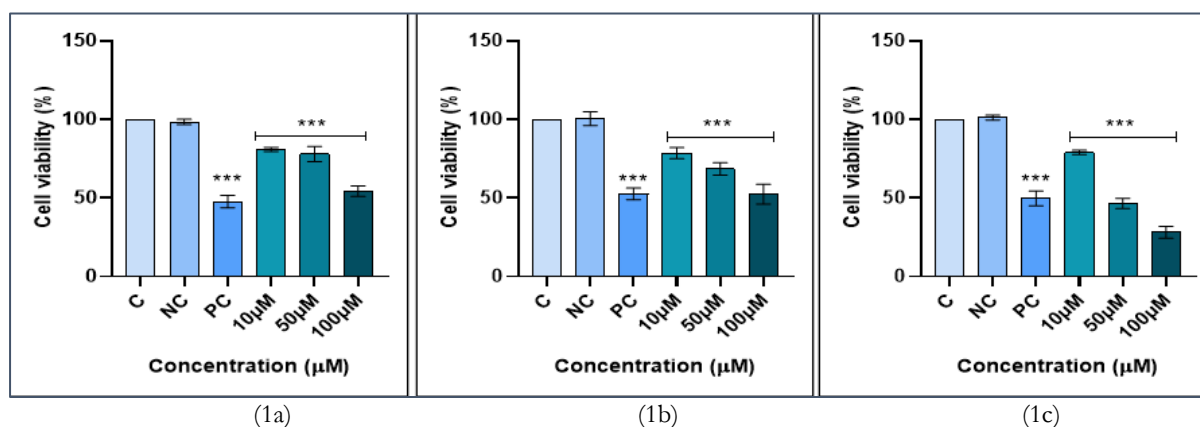 150
100
50
0
Cell viability (%)
***
***
C
NC
PC
10µM
50µM
100µM
Concentration (µM)
(1a)
150
100
50
0
Cell viability (%)
***
***
C
NC
PC
10µM
50µM
100µM
Concentration (µM)
(1b)
150
100
50
0
Cell viability (%)
***
***
C
NC
PC
10µM
50µM
100µM
Concentration (µM)
(1c)